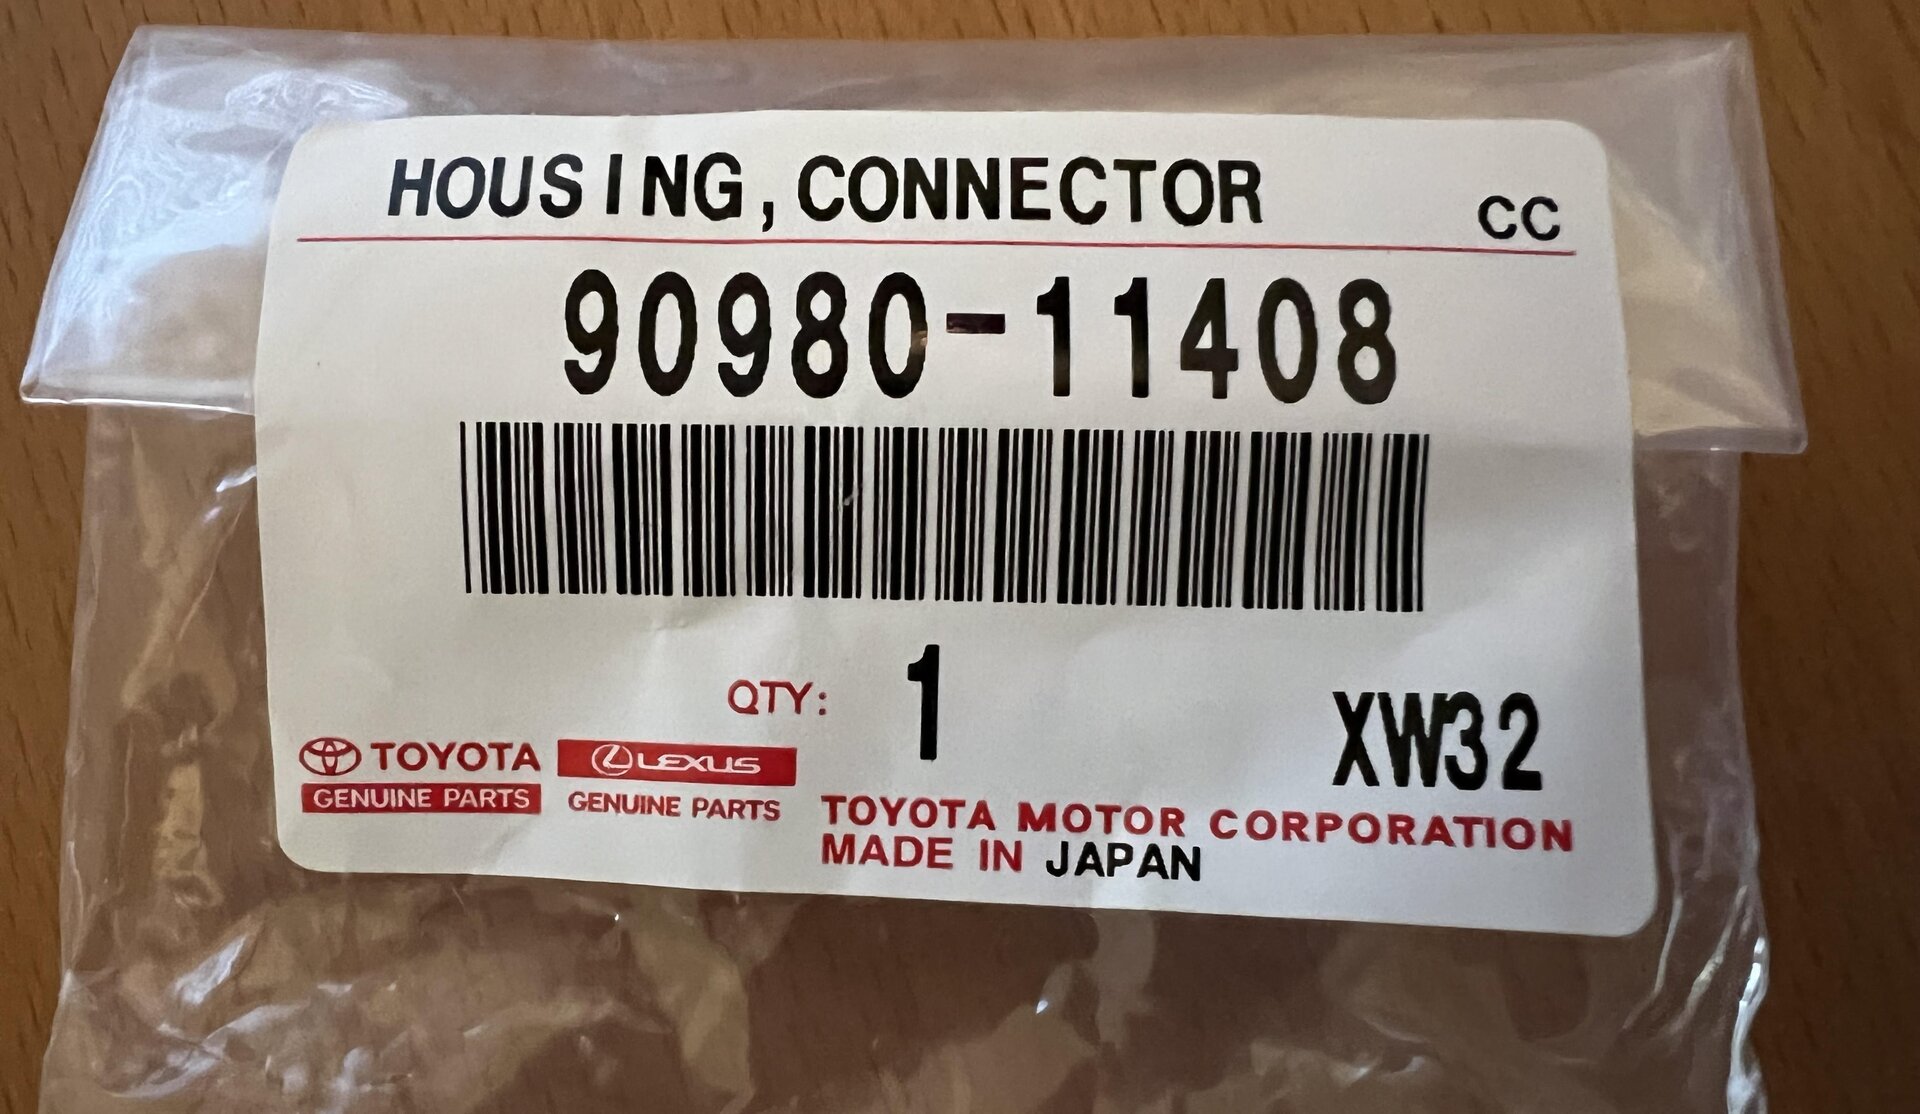 HOUSING,CONNECTOR CC
90980-11408
QTY: 1 XW32
TOYOTA LEXUS
GENUINE PARTS GENUINE PARTS
TOYOTA MOTOR CORPORATION
MADE IN JAPAN